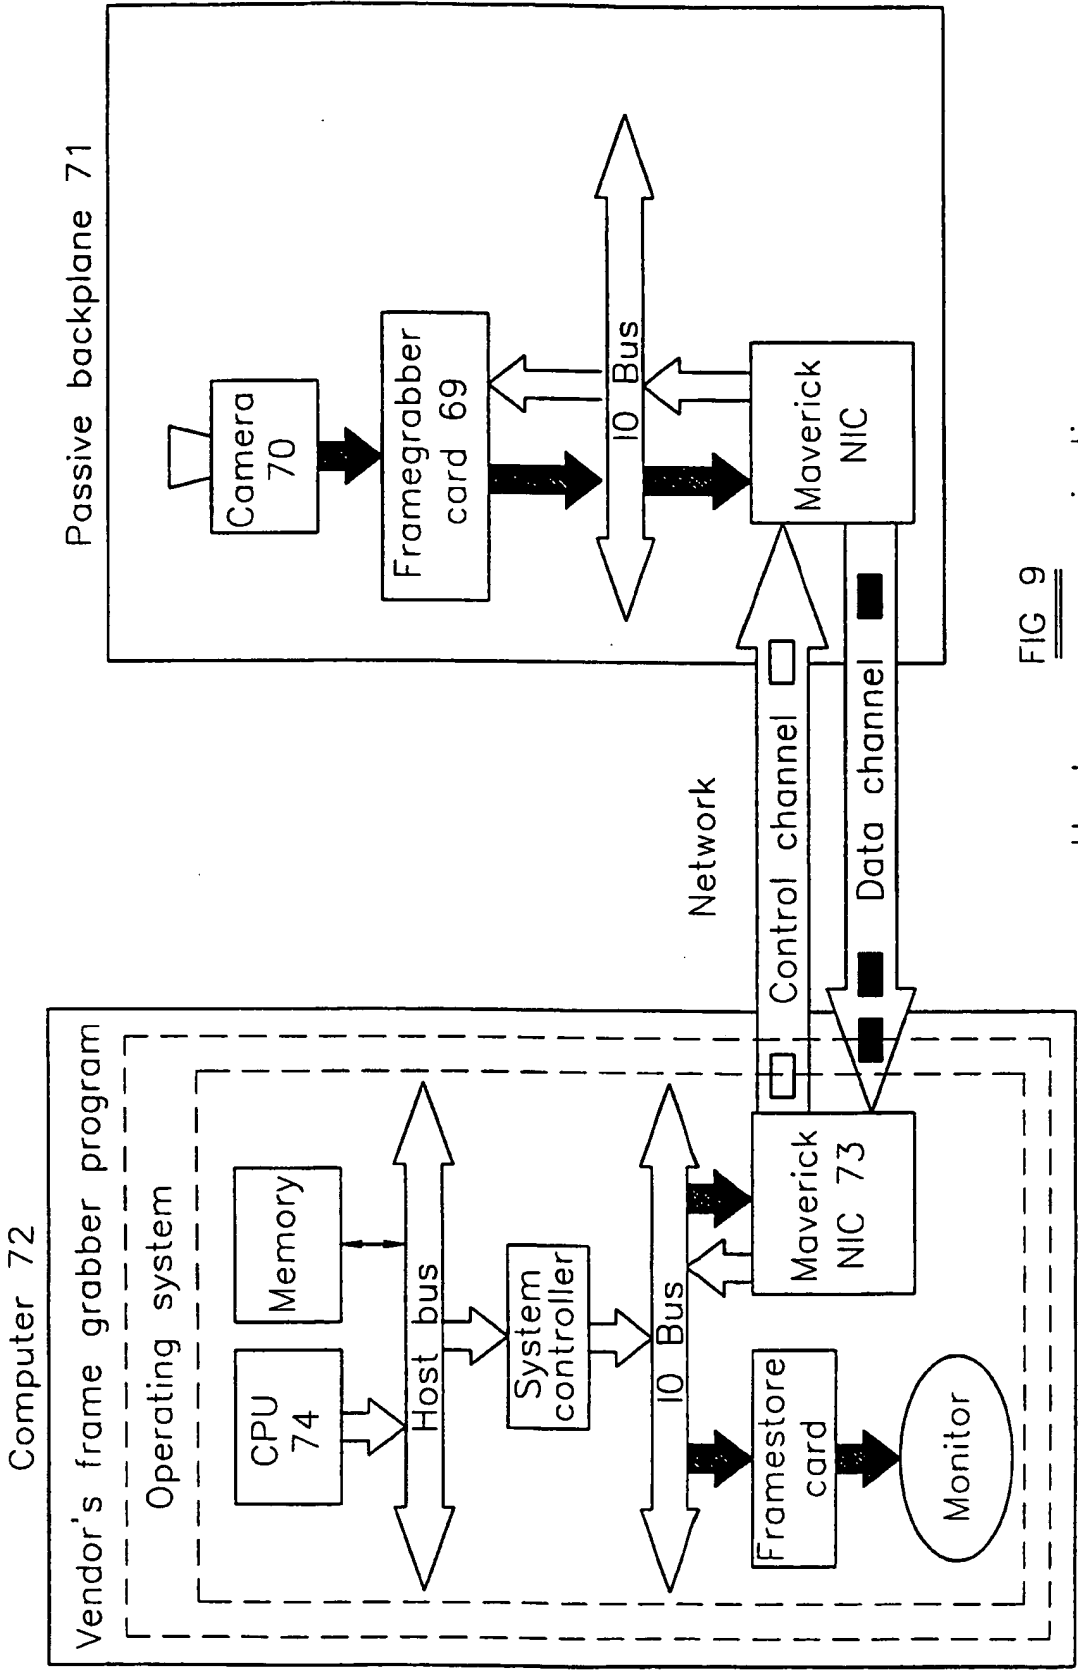 Computer 72
Vendor's frame grabber program
Operating system
CPU
74
Memory
Host bus
System
controller
IO Bus
Framestore
card
Monitor
Maverick
NIC 73
Network
Control channel
Data channel
Passive backplane 71
Camera
70
Framegrabber
card 69
IO Bus
Maverick
NIC
FIG 9